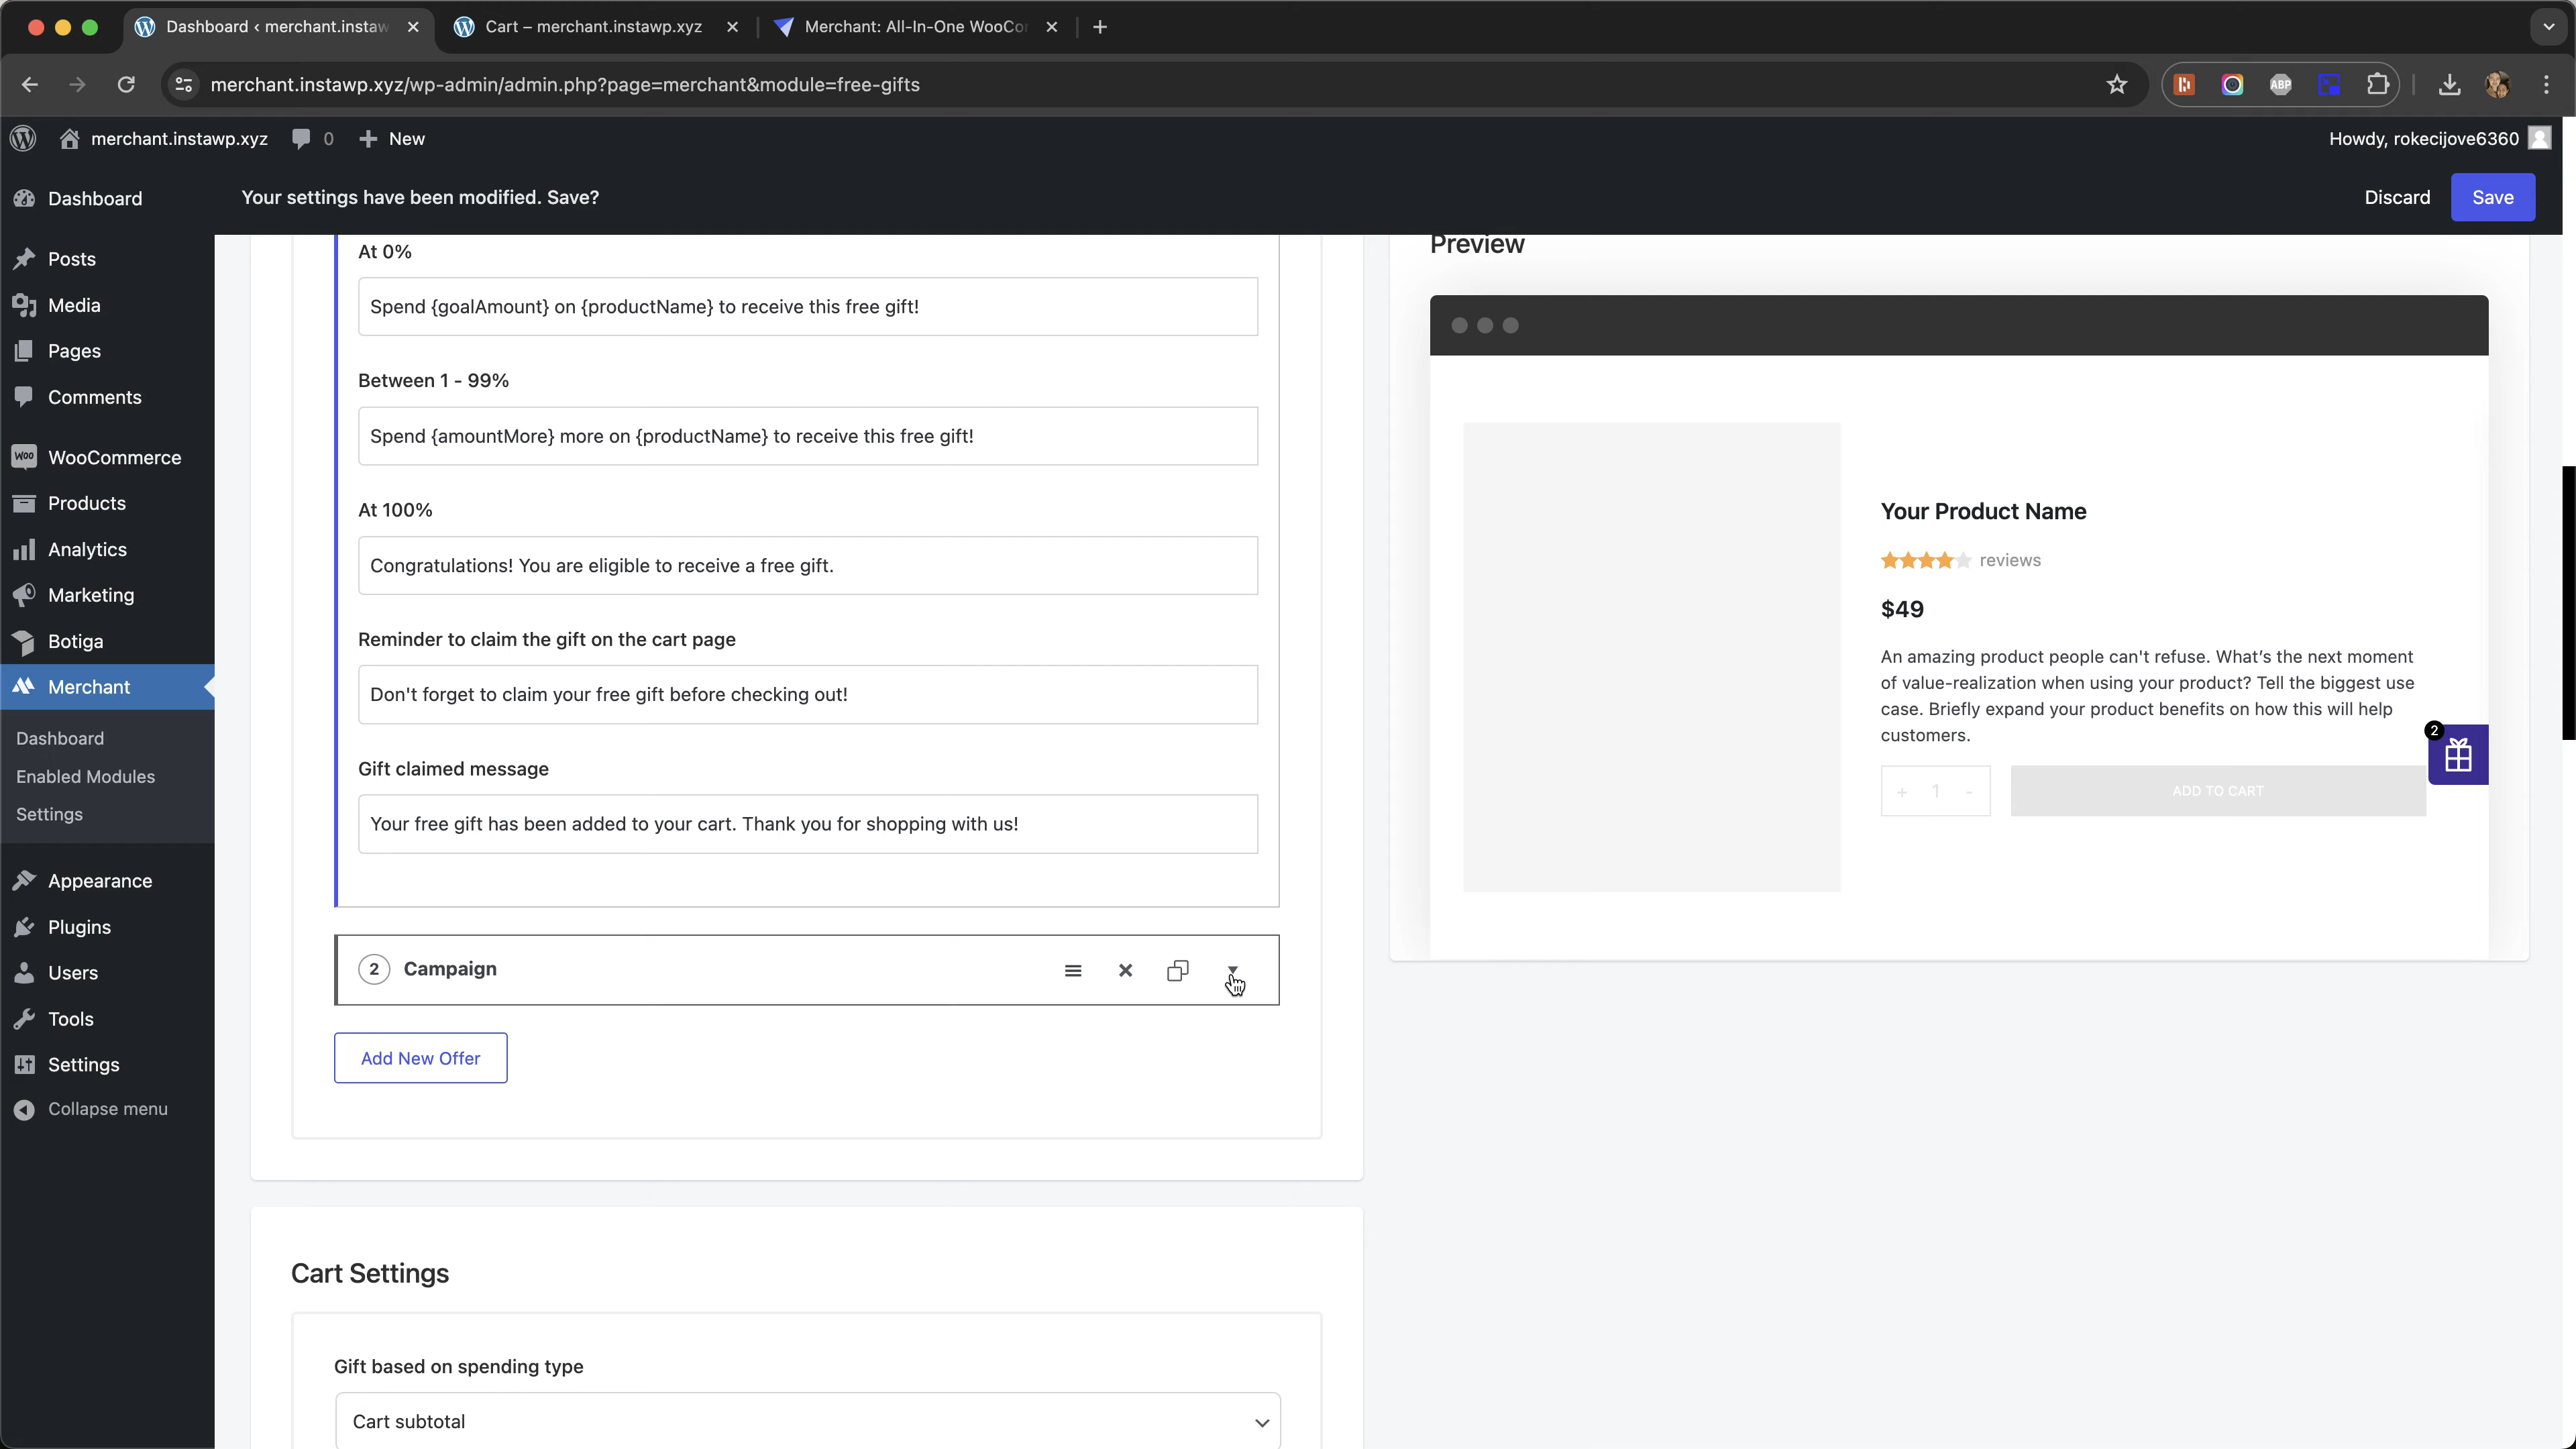 Dashboard ‹ merchant.instaw
Cart – merchant.instawp.xyz
Merchant: All-In-One WooCo
merchant.instawp.xyz/wp-admin/admin.php?page=merchant&module=free-gifts
ABP
merchant.instawp.xyz
0
New
Howdy, rokecijove6360
Your settings have been modified. Save?
Discard
Save
Dashboard
Posts
Media
Pages
Comments
Woo
WooCommerce
Products
Analytics
Marketing
Botiga
Merchant
Dashboard
Enabled Modules
Settings
Appearance
Plugins
Users
Tools
Settings
Collapse menu
At 0%
Spend {goalAmount} on {productName} to receive this free gift!
Between 1 - 99%
Spend {amountMore} more on {productName} to receive this free gift!
At 100%
Congratulations! You are eligible to receive a free gift.
Reminder to claim the gift on the cart page
Don't forget to claim your free gift before checking out!
Gift claimed message
Your free gift has been added to your cart. Thank you for shopping with us!
2 Campaign
Add New Offer
Cart Settings
Gift based on spending type
Cart subtotal
Preview
Your Product Name
reviews
$49
An amazing product people can't refuse. What’s the next moment
of value-realization when using your product? Tell the biggest use
case. Briefly expand your product benefits on how this will help
customers.
2
+ 1 -
ADD TO CART